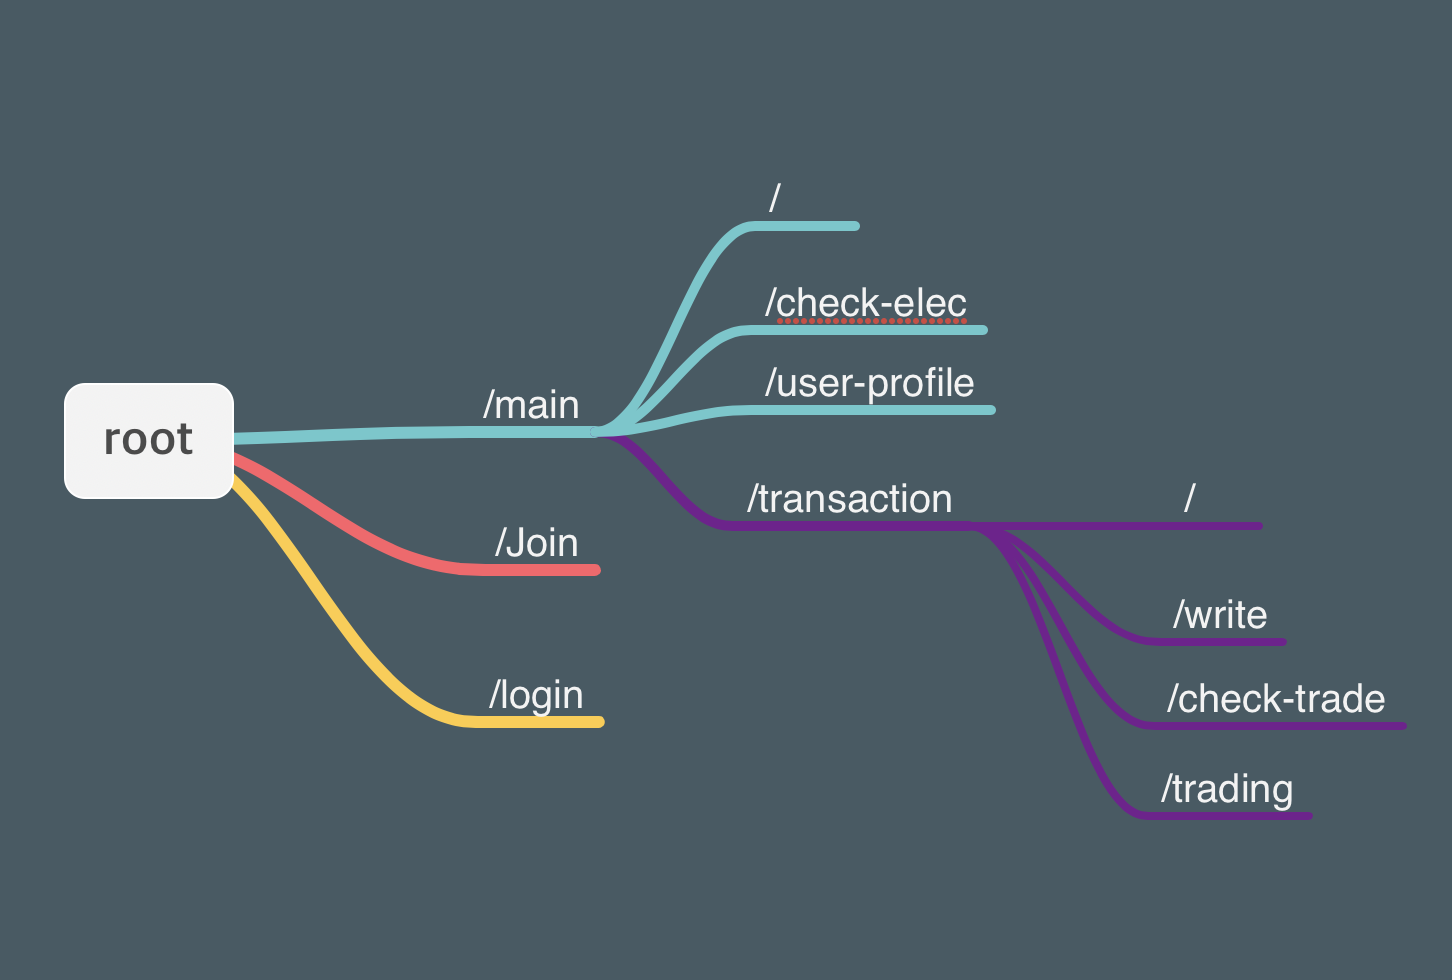 root
/main
/
/check-elec
/user-profile
/transaction
/
/write
/check-trade
/trading
/Join
/login